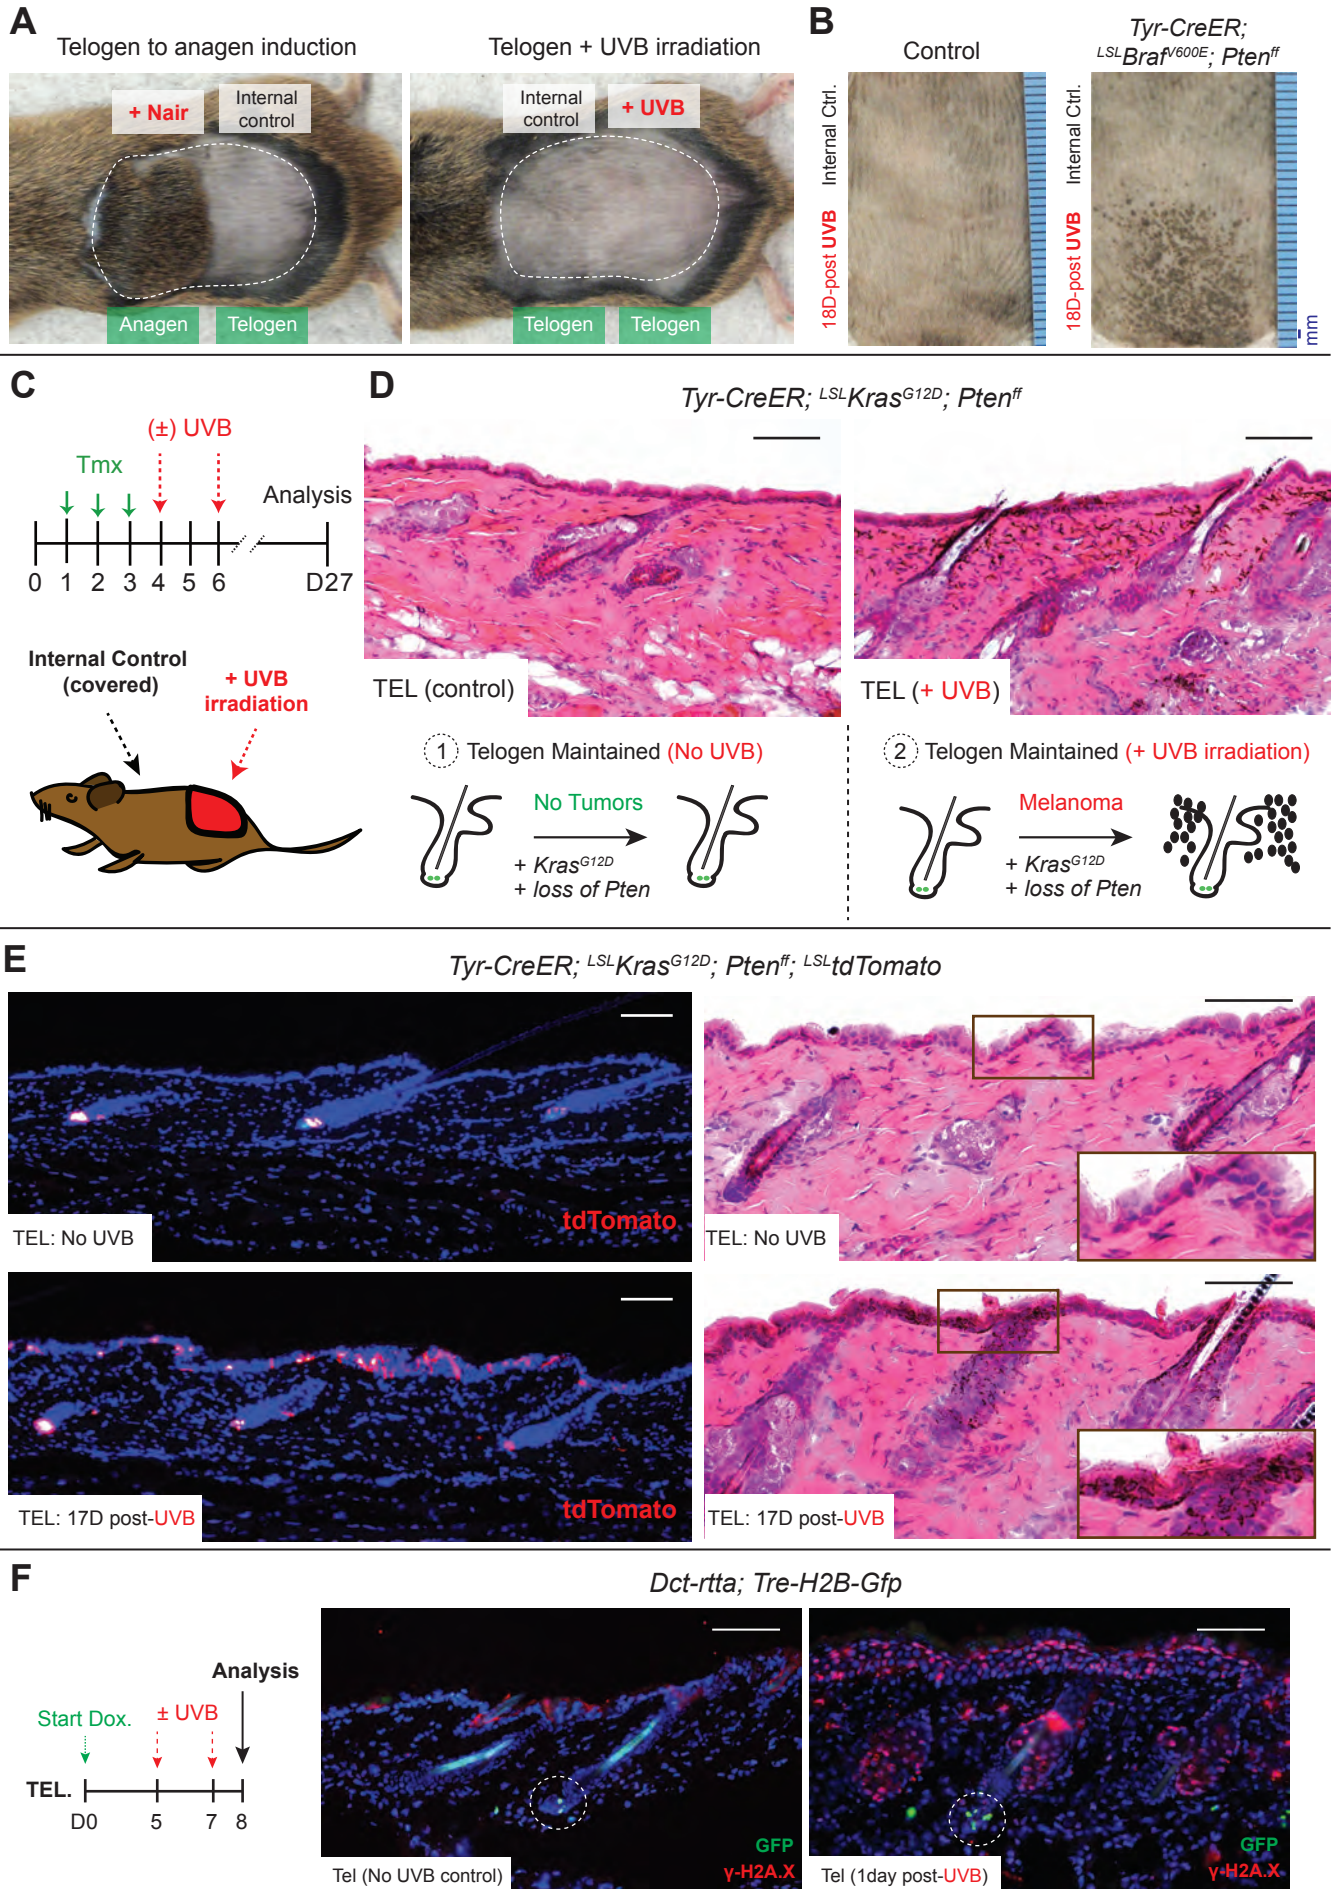 A
Telogen to anagen induction
Telogen + UVB irradiation
+ Nair
Internal
control
Internal
control
+ UVB
Anagen
Telogen
Telogen
Telogen
B
Control
Tyr-CreER;
LSLBrafV600E; Ptenff
18D-post UVB Internal Ctrl.
18D-post UVB Internal Ctrl.
mm
C
(±) UVB
Tmx
Analysis
0 1 2 3 4 5 6 D27
Internal Control
(covered)
+ UVB
irradiation
D
Tyr-CreER; LSLKrasG12D; Ptenff
TEL (control)
TEL (+ UVB)
1 Telogen Maintained (No UVB)
No Tumors
+ KrasG12D
+ loss of Pten
2 Telogen Maintained (+ UVB irradiation)
Melanoma
+ KrasG12D
+ loss of Pten
E
Tyr-CreER; LSLKrasG12D; Ptenff; LSLtdTomato
tdTomato
TEL: No UVB
TEL: No UVB
tdTomato
TEL: 17D post-UVB
TEL: 17D post-UVB
F
Dct-rtta; Tre-H2B-Gfp
Analysis
Start Dox.
± UVB
TEL.
D0 5 7 8
GFP
γ-H2A.X
Tel (No UVB control)
GFP
γ-H2A.X
Tel (1day post-UVB)